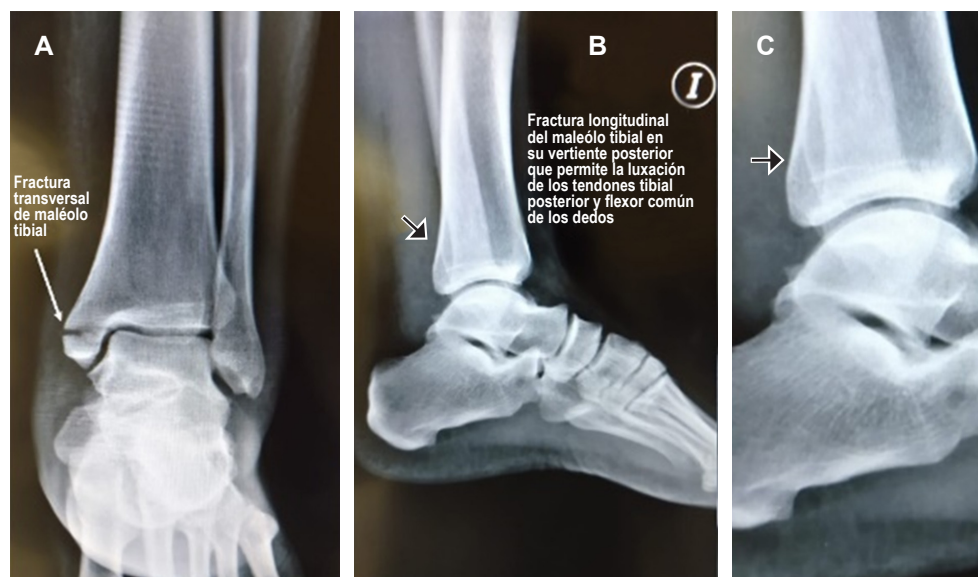 A
Fractura
transversal
de maléolo
tibial
B
I
Fractura longitudinal
del maleólo tibial en
su vertiente posterior
que permite la luxación
de los tendones tibial
posterior y flexor común
de los dedos
C